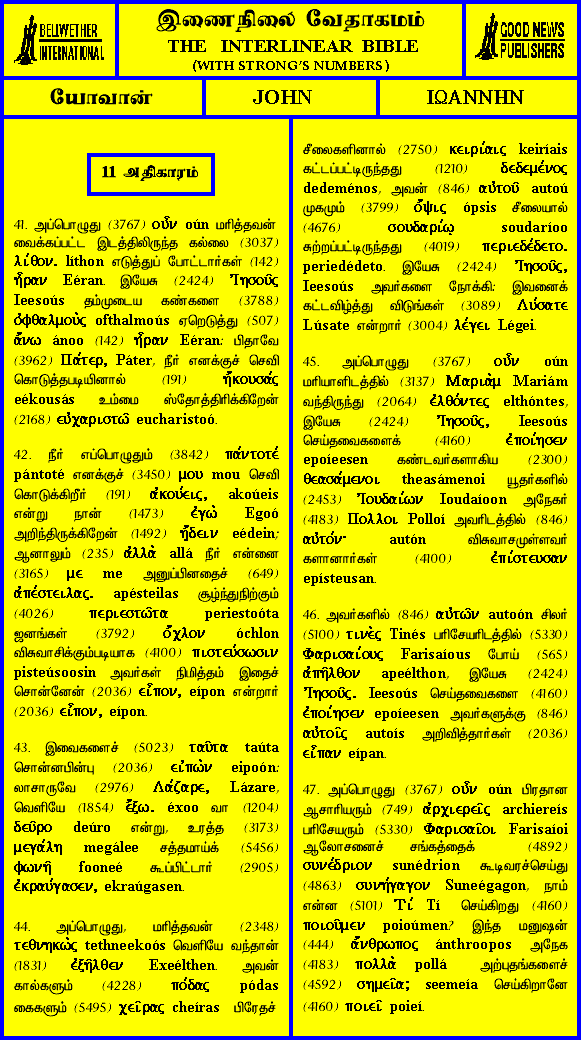 BELLWETHER
INTERNATIONAL
இணைநிலை வேதாகமம்
THE INTERLINEAR BIBLE
(WITH STRONG'S NUMBERS)
GOOD NEWS
PUBLISHERS
யோவான்
JOHN
ΙΩΑΝΝΗΝ
11 அதிகாரம்
41. அப்பொழுது (3767) οὖν oún மரித்தவன்
வைக்கப்பட்ட இடத்திலிருந்த கல்லை (3037)
λίθον. líthon எடுத்துப் போட்டார்கள் (142)
ἦραν Eéran. இயேசு (2424) Ἰησοῦς
Ieesoús தம்முடைய கண்களை (3788)
ὀφθαλμοὺς ofthalmoús ஏறெடுத்து (507)
ἄνω ánoo (142) ἦραν Eéran; பிதாவே
(3962) Πάτερ, Páter, நீர் எனக்குச் செவி
கொடுத்தபடியினால் (191) ἤκουσάς
eékousás உம்மை ஸ்தோத்திரிக்கிறேன்
(2168) εὐχαριστῶ eucharistoó.
42. நீர் எப்பொழுதும் (3842) πάντοτέ
pántoté எனக்குச் (3450) μου mou செவி
கொடுக்கிறீர் (191) ἀκούεις, akoúeis
என்று நான் (1473) ἐγὼ Egoó
அறிந்திருக்கிறேன் (1492) ᾔδειν eédein;
ஆனாலும் (235) ἀλλὰ allá நீர் என்னை
(3165) με me அனுப்பினதைச் (649)
ἀπέστειλας. apésteilas சூழ்ந்துநிற்கும்
(4026) περιεστῶτα periestoóta
ஜனங்கள் (3792) ὄχλον óchlon
விசுவாசிக்கும்படியாக (4100) πιστεύσωσιν
pisteúsoosin அவர்கள் நிமித்தம் இதைச்
சொன்னேன் (2036) εἶπον, eípon என்றார்
(2036) εἶπον, eípon.
43. இவைகளைச் (5023) ταῦτα taúta
சொன்னபின்பு (2036) εἰπὼν eipoón;
லாசாருவே (2976) Λάζαρε, Lázare,
வெளியே (1854) ἔξω. éxoo வா (1204)
δεῦρο deúro என்று, உரத்த (3173)
μεγάλη megálee சத்தமாய்க் (5456)
φωνῇ fooneé கூப்பிட்டார் (2905)
ἐκραύγασεν, ekraúgasen.
44. அப்பொழுது, மரித்தவன் (2348)
τεθνηκὼς tethneekoós வெளியே வந்தான்
(1831) ἐξῆλθεν Exeélthen. அவன்
கால்களும் (4228) πόδας pódas
கைகளும் (5495) χεῖρας cheíras பிரேதச்
சீலைகளினால் (2750) κειρίαις keiríais
கட்டப்பட்டிருந்தது (1210) δεδεμένος
dedeménos, அவன் (846) αὐτοῦ autoú
முகமும் (3799) ὄψις ópsis சீலையால்
(4676) σουδαρίῳ soudaríoo
சுற்றப்பட்டிருந்தது (4019) περιεδέδετο.
periedédeto. இயேசு (2424) Ἰησοῦς,
Ieesoús அவர்களை நோக்கி: இவனைக்
கட்டவிழ்த்து விடுங்கள் (3089) Λύσατε
Lúsate என்றார் (3004) λέγει Légei.
45. அப்பொழுது (3767) οὖν oún
மரியாளிடத்தில் (3137) Μαριὰμ Mariám
வந்திருந்து (2064) ἐλθόντες elthóntes,
இயேசு (2424) Ἰησοῦς, Ieesoús
செய்தவைகளைக் (4160) ἐποίησεν
epoíeesen கண்டவர்களாகிய (2300)
θεασάμενοι theasámenoi யூதர்களில்
(2453) Ἰουδαίων Ioudaíoon அநேகர்
(4183) Πολλοι Polloí அவரிடத்தில் (846)
αὐτόν· autón விசுவாசமுள்ளவர்
களானார்கள் (4100) ἐπίστευσαν
epísteusan.
46. அவர்களில் (846) αὐτῶν autoón சிலர்
(5100) τινὲς Tinés பரிசேயரிடத்தில் (5330)
Φαρισαίους Farisaíous போய் (565)
ἀπῆλθον apeélthon, இயேசு (2424)
Ἰησοῦς. Ieesoús செய்தவைகளை (4160)
ἐποίησεν epoíeesen அவர்களுக்கு (846)
αὐτοῖς autoís அறிவித்தார்கள் (2036)
εἶπαν eípan.
47. அப்பொழுது (3767) οὖν oún பிரதான
ஆசாரியரும் (749) ἀρχιερεῖς archiereís
பரிசேயரும் (5330) Φαρισαῖοι Farisaíoi
ஆலோசனைச் சங்கத்தைக் (4892)
συνέδριον sunédrion கூடிவரச்செய்து
(4863) συνήγαγον Suneégagon, நாம்
என்ன (5101) Τί Tí செய்கிறது (4160)
ποιοῦμεν poioúmen? இந்த மனுஷன்
(444) ἄνθρωπος ánthroopos அநேக
(4183) πολλὰ pollá அற்புதங்களைச்
(4592) σημεῖα; seemeía செய்கிறானே
(4160) ποιεῖ poieí.